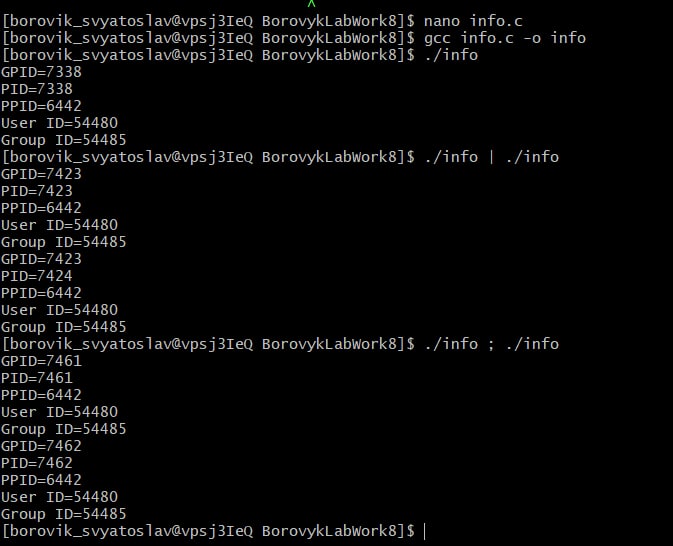 [borovik_svyatoslav@vpsj3IeQ BorovykLabWork8]$ nano info.c
[borovik_svyatoslav@vpsj3IeQ BorovykLabWork8]$ gcc info.c -o info
[borovik_svyatoslav@vpsj3IeQ BorovykLabWork8]$ ./info
GPID=7338
PID=7338
PPID=6442
User ID=54480
Group ID=54485
[borovik_svyatoslav@vpsj3IeQ BorovykLabWork8]$ ./info | ./info
GPID=7423
PID=7423
PPID=6442
User ID=54480
Group ID=54485
GPID=7423
PID=7424
PPID=6442
User ID=54480
Group ID=54485
[borovik_svyatoslav@vpsj3IeQ BorovykLabWork8]$ ./info ; ./info
GPID=7461
PID=7461
PPID=6442
User ID=54480
Group ID=54485
GPID=7462
PID=7462
PPID=6442
User ID=54480
Group ID=54485
[borovik_svyatoslav@vpsj3IeQ BorovykLabWork8]$